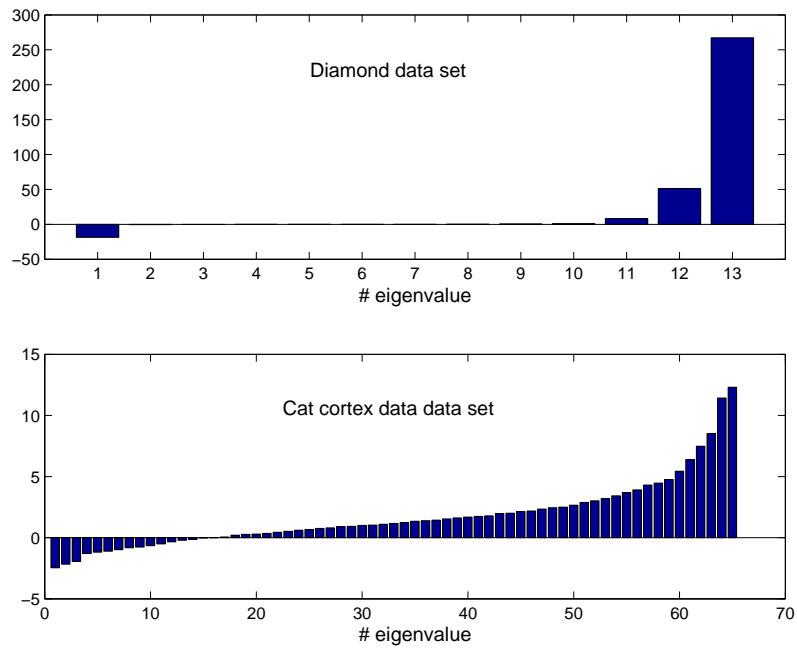 300
250
200
150
100
50
0
−50
Diamond data set
1 2 3 4 5 6 7 8 9 10 11 12 13
# eigenvalue
15
10
5
0
−5
Cat cortex data data set
0 10 20 30 40 50 60 70
# eigenvalue